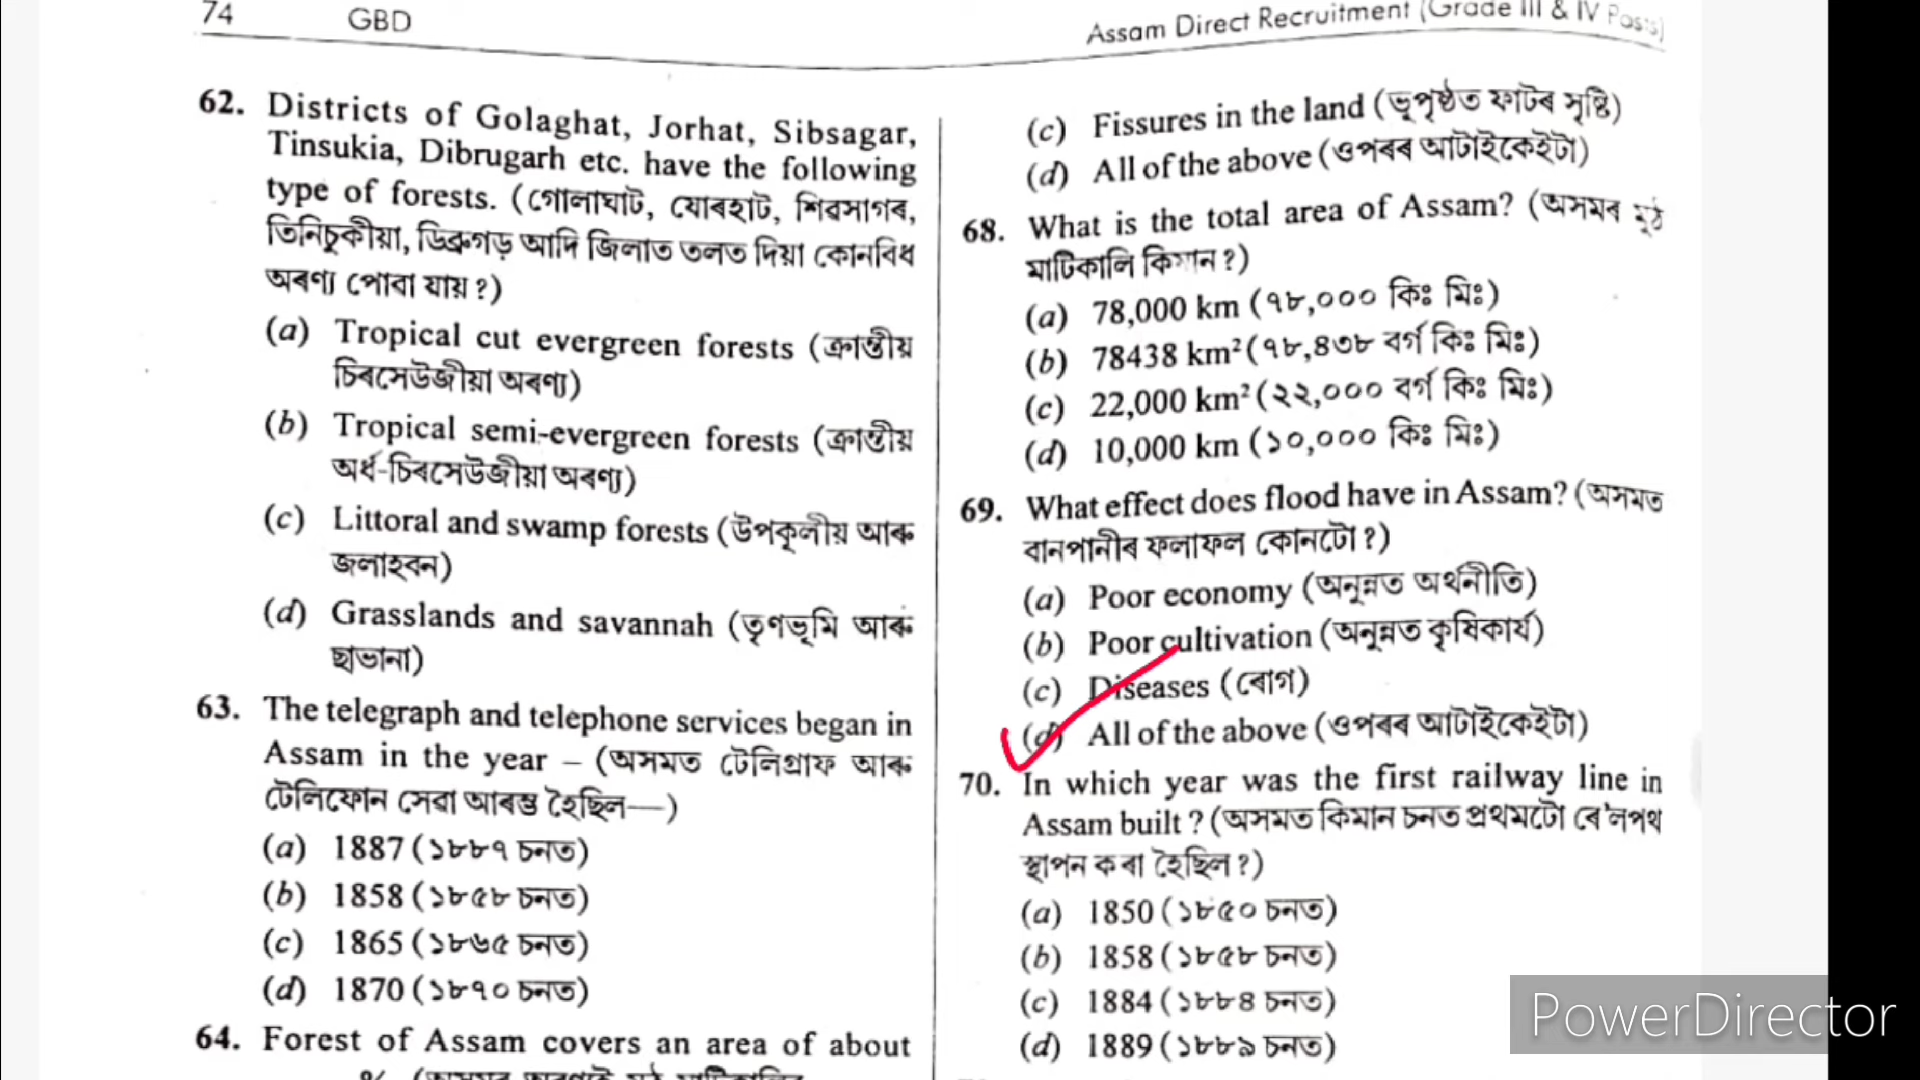 74 GBD Assam Direct Recruitment (Grade III & IV Posts)
62. Districts of Golaghat, Jorhat, Sibsagar,
Tinsukia, Dibrugarh etc. have the following
type of forests. (গোলাঘাট, যোৰহাট, শিৱসাগৰ,
তিনিচুকীয়া, ডিব্ৰুগড় আদি জিলাত তলত দিয়া কোনবিধ
অৰণ্য পোৱা যায় ?)
(a) Tropical cut evergreen forests (ক্ৰান্তীয়
চিৰসেউজীয়া অৰণ্য)
(b) Tropical semi-evergreen forests (ক্ৰান্তীয়
অৰ্ধ-চিৰসেউজীয়া অৰণ্য)
(c) Littoral and swamp forests (উপকূলীয় আৰু
জলাহবন)
(d) Grasslands and savannah (তৃণভূমি আৰু
ছাভানা)
63. The telegraph and telephone services began in
Assam in the year – (অসমত টেলিগ্ৰাফ আৰু
টেলিফোন সেৱা আৰম্ভ হৈছিল—)
(a) 1887 (১৮৮৭ চনত)
(b) 1858 (১৮৫৮ চনত)
(c) 1865 (১৮৬৫ চনত)
(d) 1870 (১৮৭০ চনত)
64. Forest of Assam covers an area of about
(c) Fissures in the land (ভূপৃষ্ঠত ফাটৰ সৃষ্টি)
(d) All of the above (ওপৰৰ আটাইকেইটা)
68. What is the total area of Assam? (অসমৰ মুঠ
মাটিকালি কিমান ?)
(a) 78,000 km (৭৮,০০০ কিঃ মিঃ)
(b) 78438 km² (৭৮,৪৩৮ বৰ্গ কিঃ মিঃ)
(c) 22,000 km² (২২,০০০ বৰ্গ কিঃ মিঃ)
(d) 10,000 km (১০,০০০ কিঃ মিঃ)
69. What effect does flood have in Assam? (অসমত
বানপানীৰ ফলাফল কোনটো ?)
(a) Poor economy (অনুন্নত অৰ্থনীতি)
(b) Poor cultivation (অনুন্নত কৃষিকাৰ্য)
(c) Diseases (ৰোগ)
(d) All of the above (ওপৰৰ আটাইকেইটা)
70. In which year was the first railway line in
Assam built ? (অসমত কিমান চনত প্ৰথমটো ৰে'লপথ
স্থাপন কৰা হৈছিল ?)
(a) 1850 (১৮৫০ চনত)
(b) 1858 (১৮৫৮ চনত)
(c) 1884 (১৮৮৪ চনত)
(d) 1889 (১৮৮৯ চনত)
PowerDirector